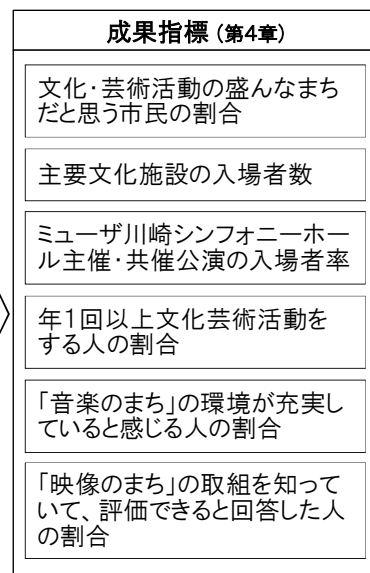 成果指標（第4章）
文化・芸術活動の盛んなまち
だと思う市民の割合
主要文化施設の入場者数
ミューザ川崎シンフォニーホー
ル主催・共催公演の入場者率
年1回以上文化芸術活動を
する人の割合
「音楽のまち」の環境が充実し
ていると感じる人の割合
「映像のまち」の取組を知って
いて、評価できると回答した人
の割合